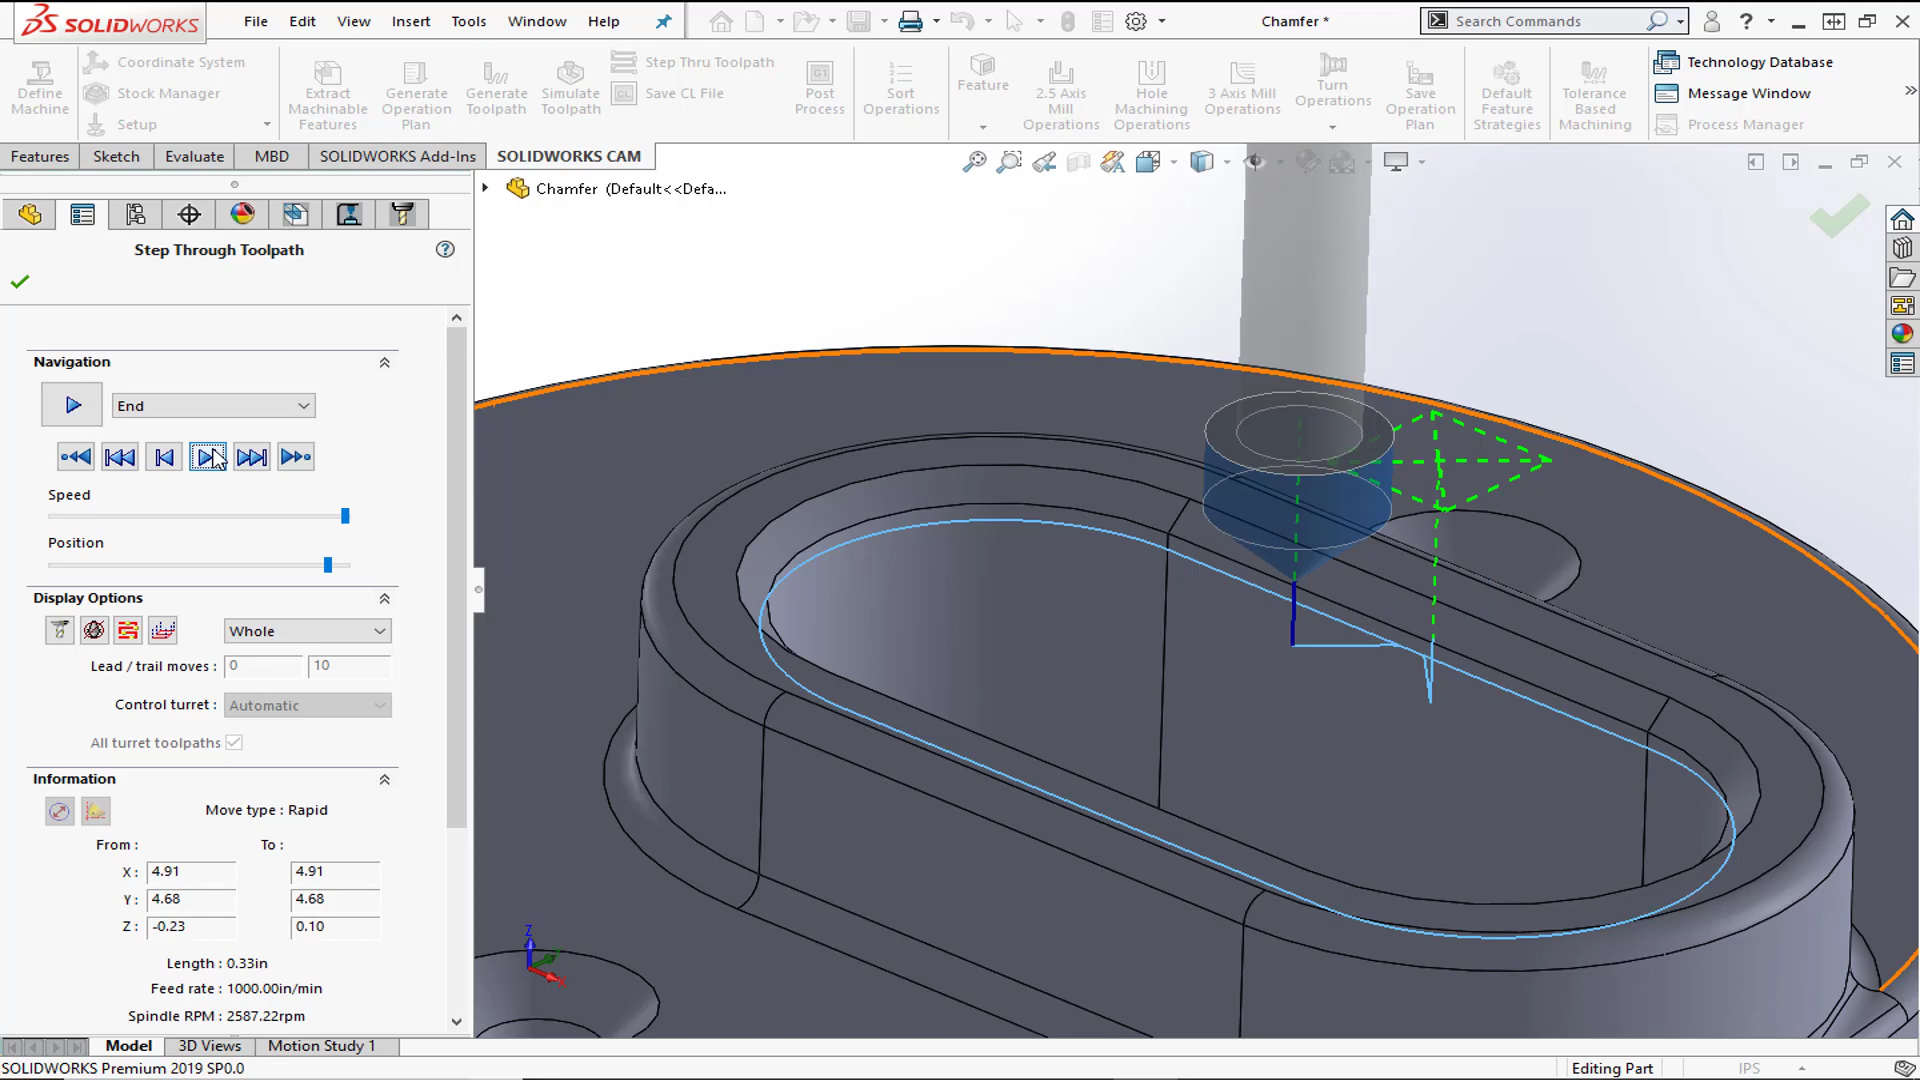 SOLIDWORKS
File Edit View Insert Tools Window Help
Chamfer *
Search Commands
Define Machine
Coordinate System
Stock Manager
Setup
Extract Machinable Features
Generate Operation Plan
Generate Toolpath
Simulate Toolpath
Step Thru Toolpath
Save CL File
G1
Post Process
Sort Operations
Feature
2.5 Axis Mill Operations
Hole Machining Operations
3 Axis Mill Operations
Turn Operations
Save Operation Plan
Default Feature Strategies
Tolerance Based Machining
Technology Database
Message Window
Process Manager
Features Sketch Evaluate MBD SOLIDWORKS Add-Ins SOLIDWORKS CAM
Chamfer (Default<<Defa...
Step Through Toolpath
Navigation
End
Speed
Position
Display Options
Whole
Lead / trail moves : 0 10
Control turret : Automatic
All turret toolpaths
Information
Move type : Rapid
From : To :
X : 4.91 4.91
Y : 4.68 4.68
Z : -0.23 0.10
Length : 0.33in
Feed rate : 1000.00in/min
Spindle RPM : 2587.22rpm
Z
X
Model 3D Views Motion Study 1
SOLIDWORKS Premium 2019 SP0.0
Editing Part
IPS